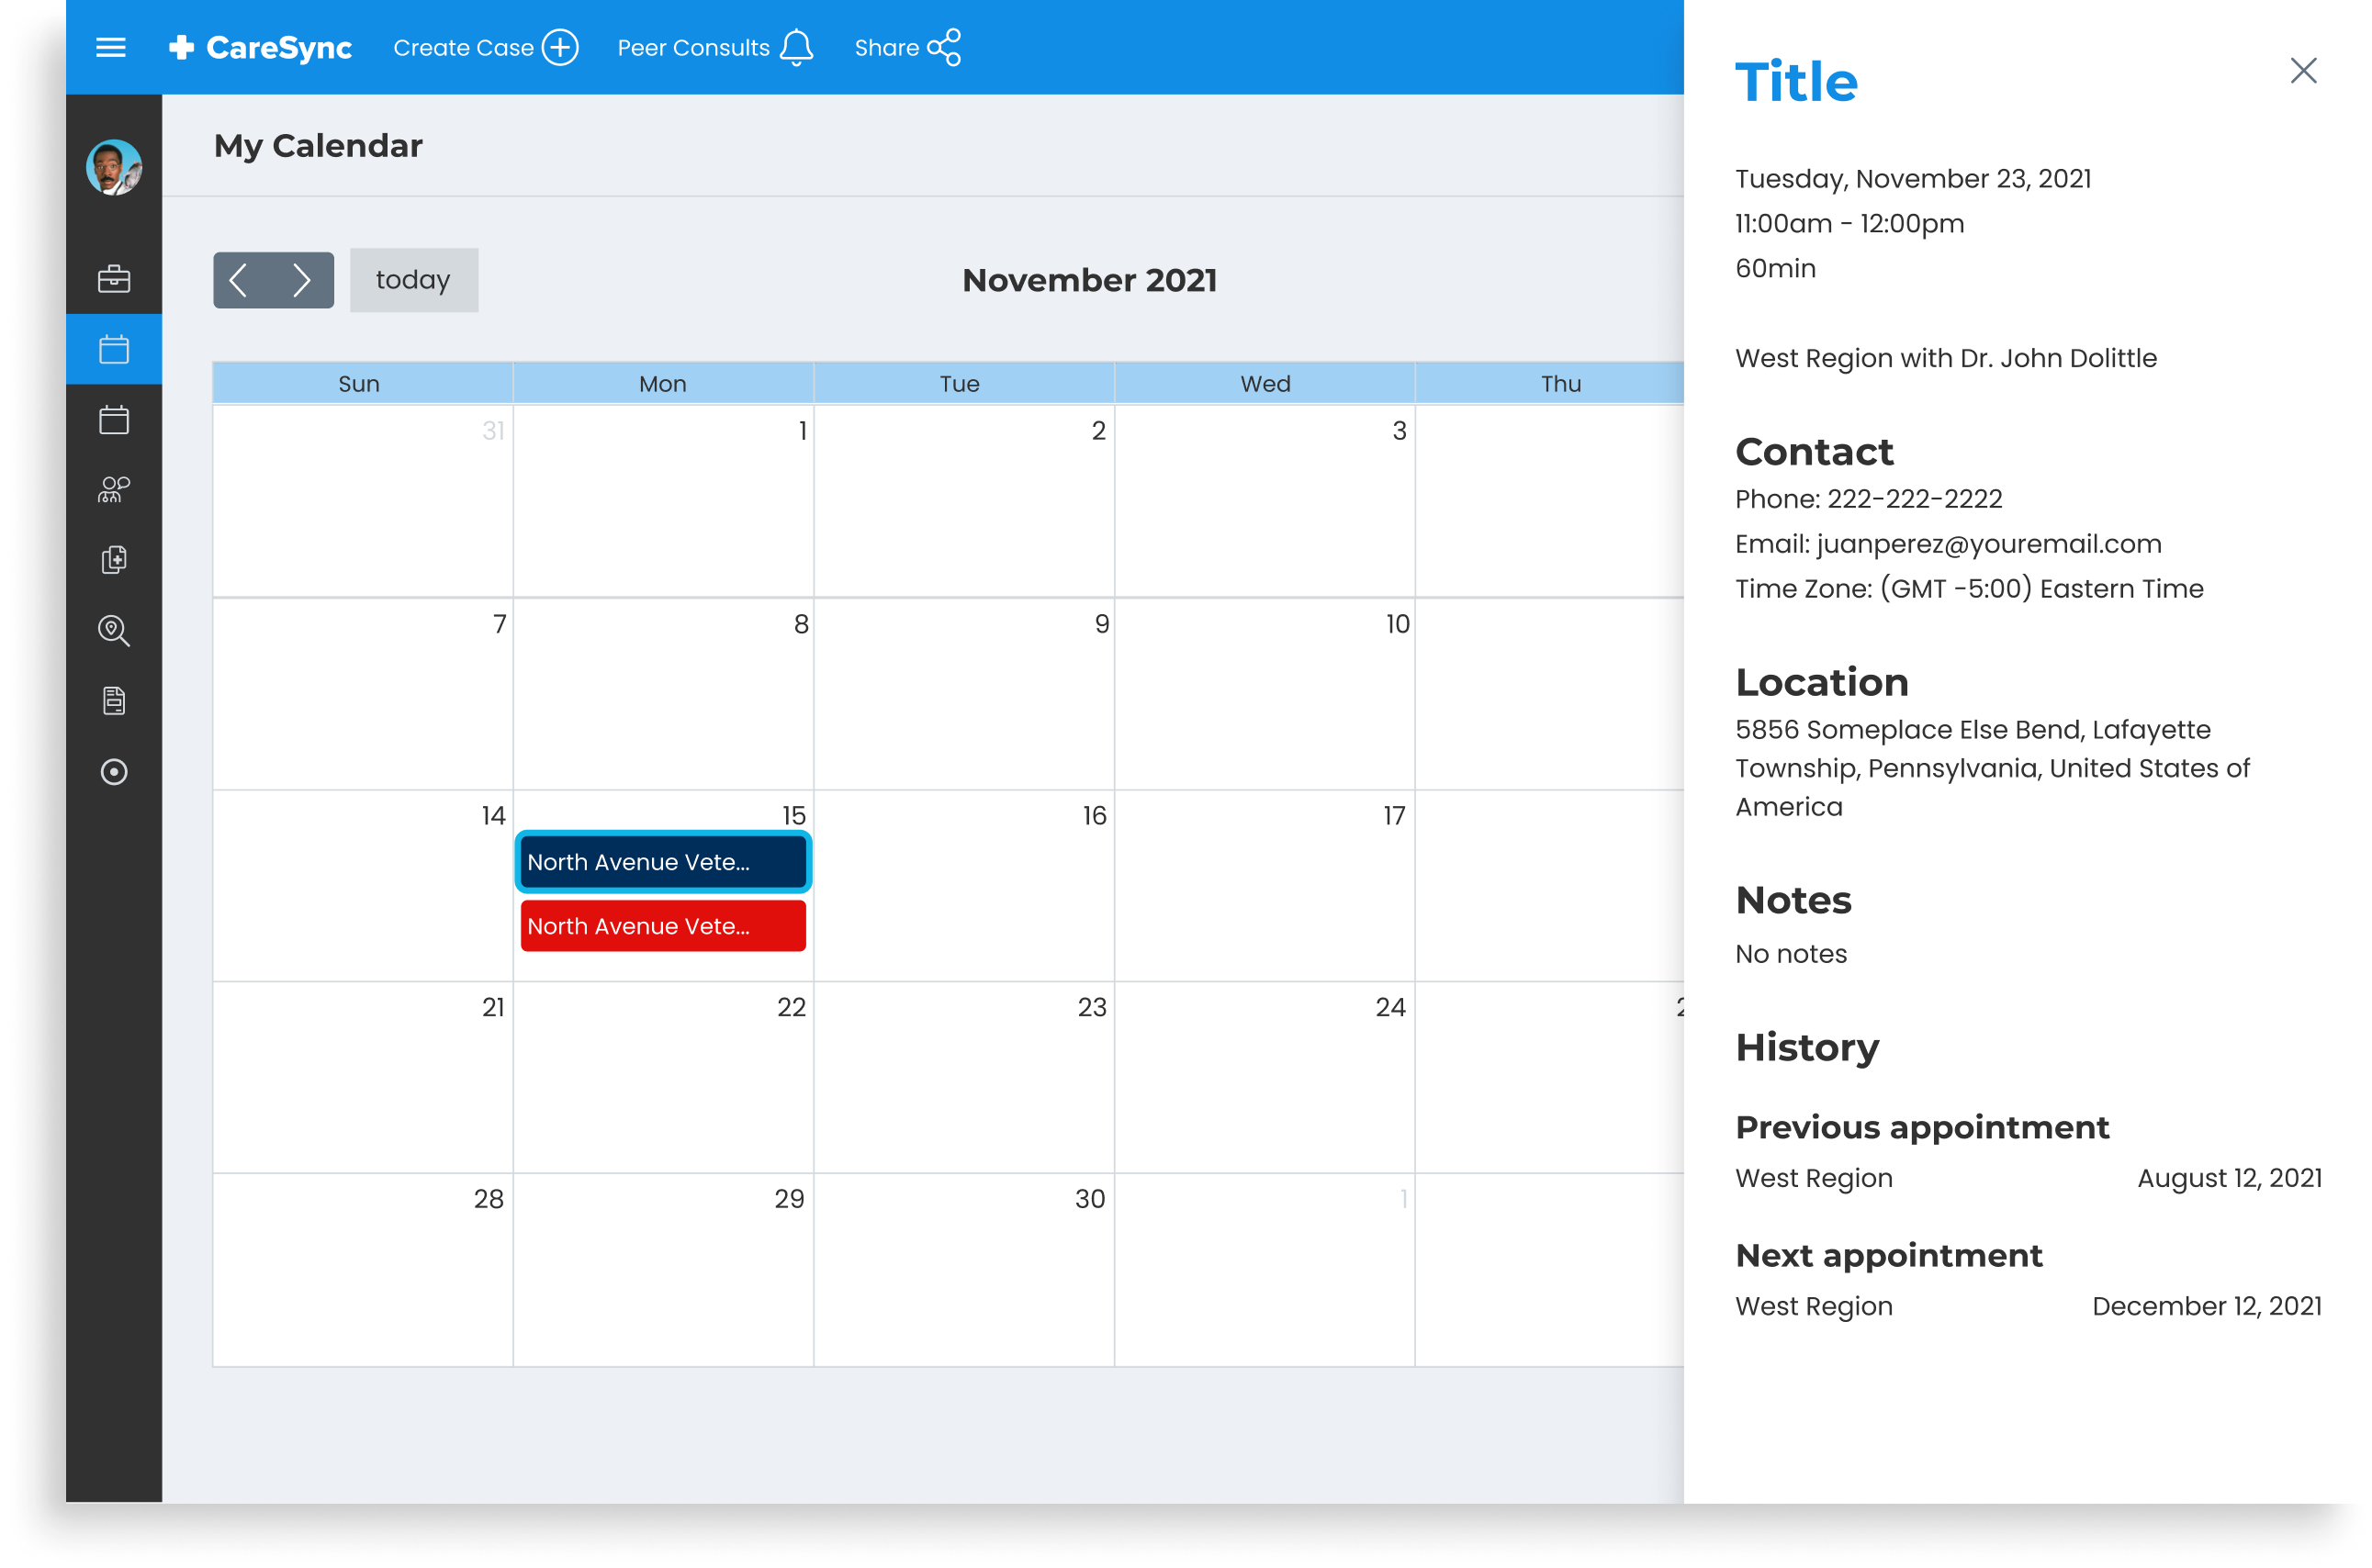 CareSync
Create Case
Peer Consults
Share
My Calendar
today
November 2021
Sun Mon Tue Wed Thu
31 1 2 3
7 8 9 10
14 15 16 17
North Avenue Vete...
North Avenue Vete...
21 22 23 24
28 29 30 1
Title
Tuesday, November 23, 2021
11:00am - 12:00pm
60min
West Region with Dr. John Dolittle
Contact
Phone: 222-222-2222
Email: juanperez@youremail.com
Time Zone: (GMT -5:00) Eastern Time
Location
5856 Someplace Else Bend, Lafayette
Township, Pennsylvania, United States of
America
Notes
No notes
History
Previous appointment
West Region August 12, 2021
Next appointment
West Region December 12, 2021